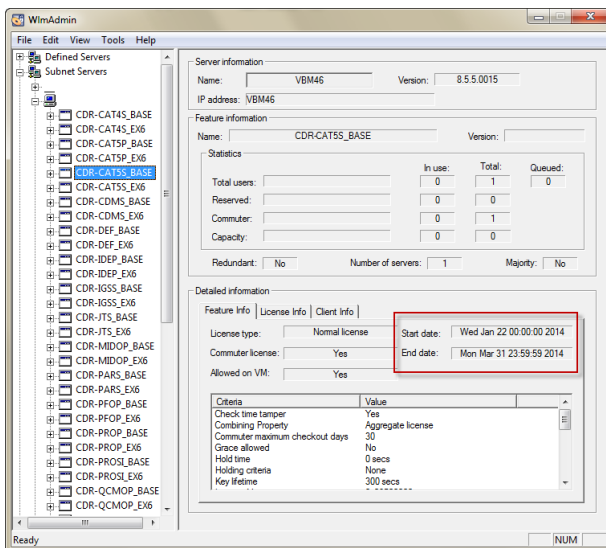 WlmAdmin
File Edit View Tools Help
Defined Servers
Subnet Servers
CDR-CAT4S_BASE
CDR-CAT4S_EX6
CDR-CAT5P_BASE
CDR-CAT5P_EX6
CDR-CAT5S_BASE
CDR-CAT5S_EX6
CDR-CDMS_BASE
CDR-CDMS_EX6
CDR-DEF_BASE
CDR-DEF_EX6
CDR-IDEP_BASE
CDR-IDEP_EX6
CDR-IGSS_BASE
CDR-IGSS_EX6
CDR-JTS_BASE
CDR-JTS_EX6
CDR-MIDOP_BASE
CDR-MIDOP_EX6
CDR-PARS_BASE
CDR-PARS_EX6
CDR-PFOP_BASE
CDR-PFOP_EX6
CDR-PROP_BASE
CDR-PROP_EX6
CDR-PROSI_BASE
CDR-PROSI_EX6
CDR-QCMOP_BASE
CDR-QCMOP_EX6
Server information
Name: VBM46 Version: 8.5.5.0015
IP address: VBM46
Feature information
Name: CDR-CAT5S_BASE Version:
Statistics
In use: Total: Queued:
Total users: 0 1 0
Reserved: 0 0
Commuter: 0 1
Capacity: 0 0
Redundant: No Number of servers: 1 Majority: No
Detailed information
Feature Info License Info Client Info
License type: Normal license Start date: Wed Jan 22 00:00:00 2014
Commuter license: Yes End date: Mon Mar 31 23:59:59 2014
Allowed on VM: Yes
Criteria Value
Check time tamper Yes
Combining Property Aggregate license
Commuter maximum checkout days 30
Grace allowed No
Hold time 0 secs
Holding criteria None
Key lifetime 300 secs
Ready NUM